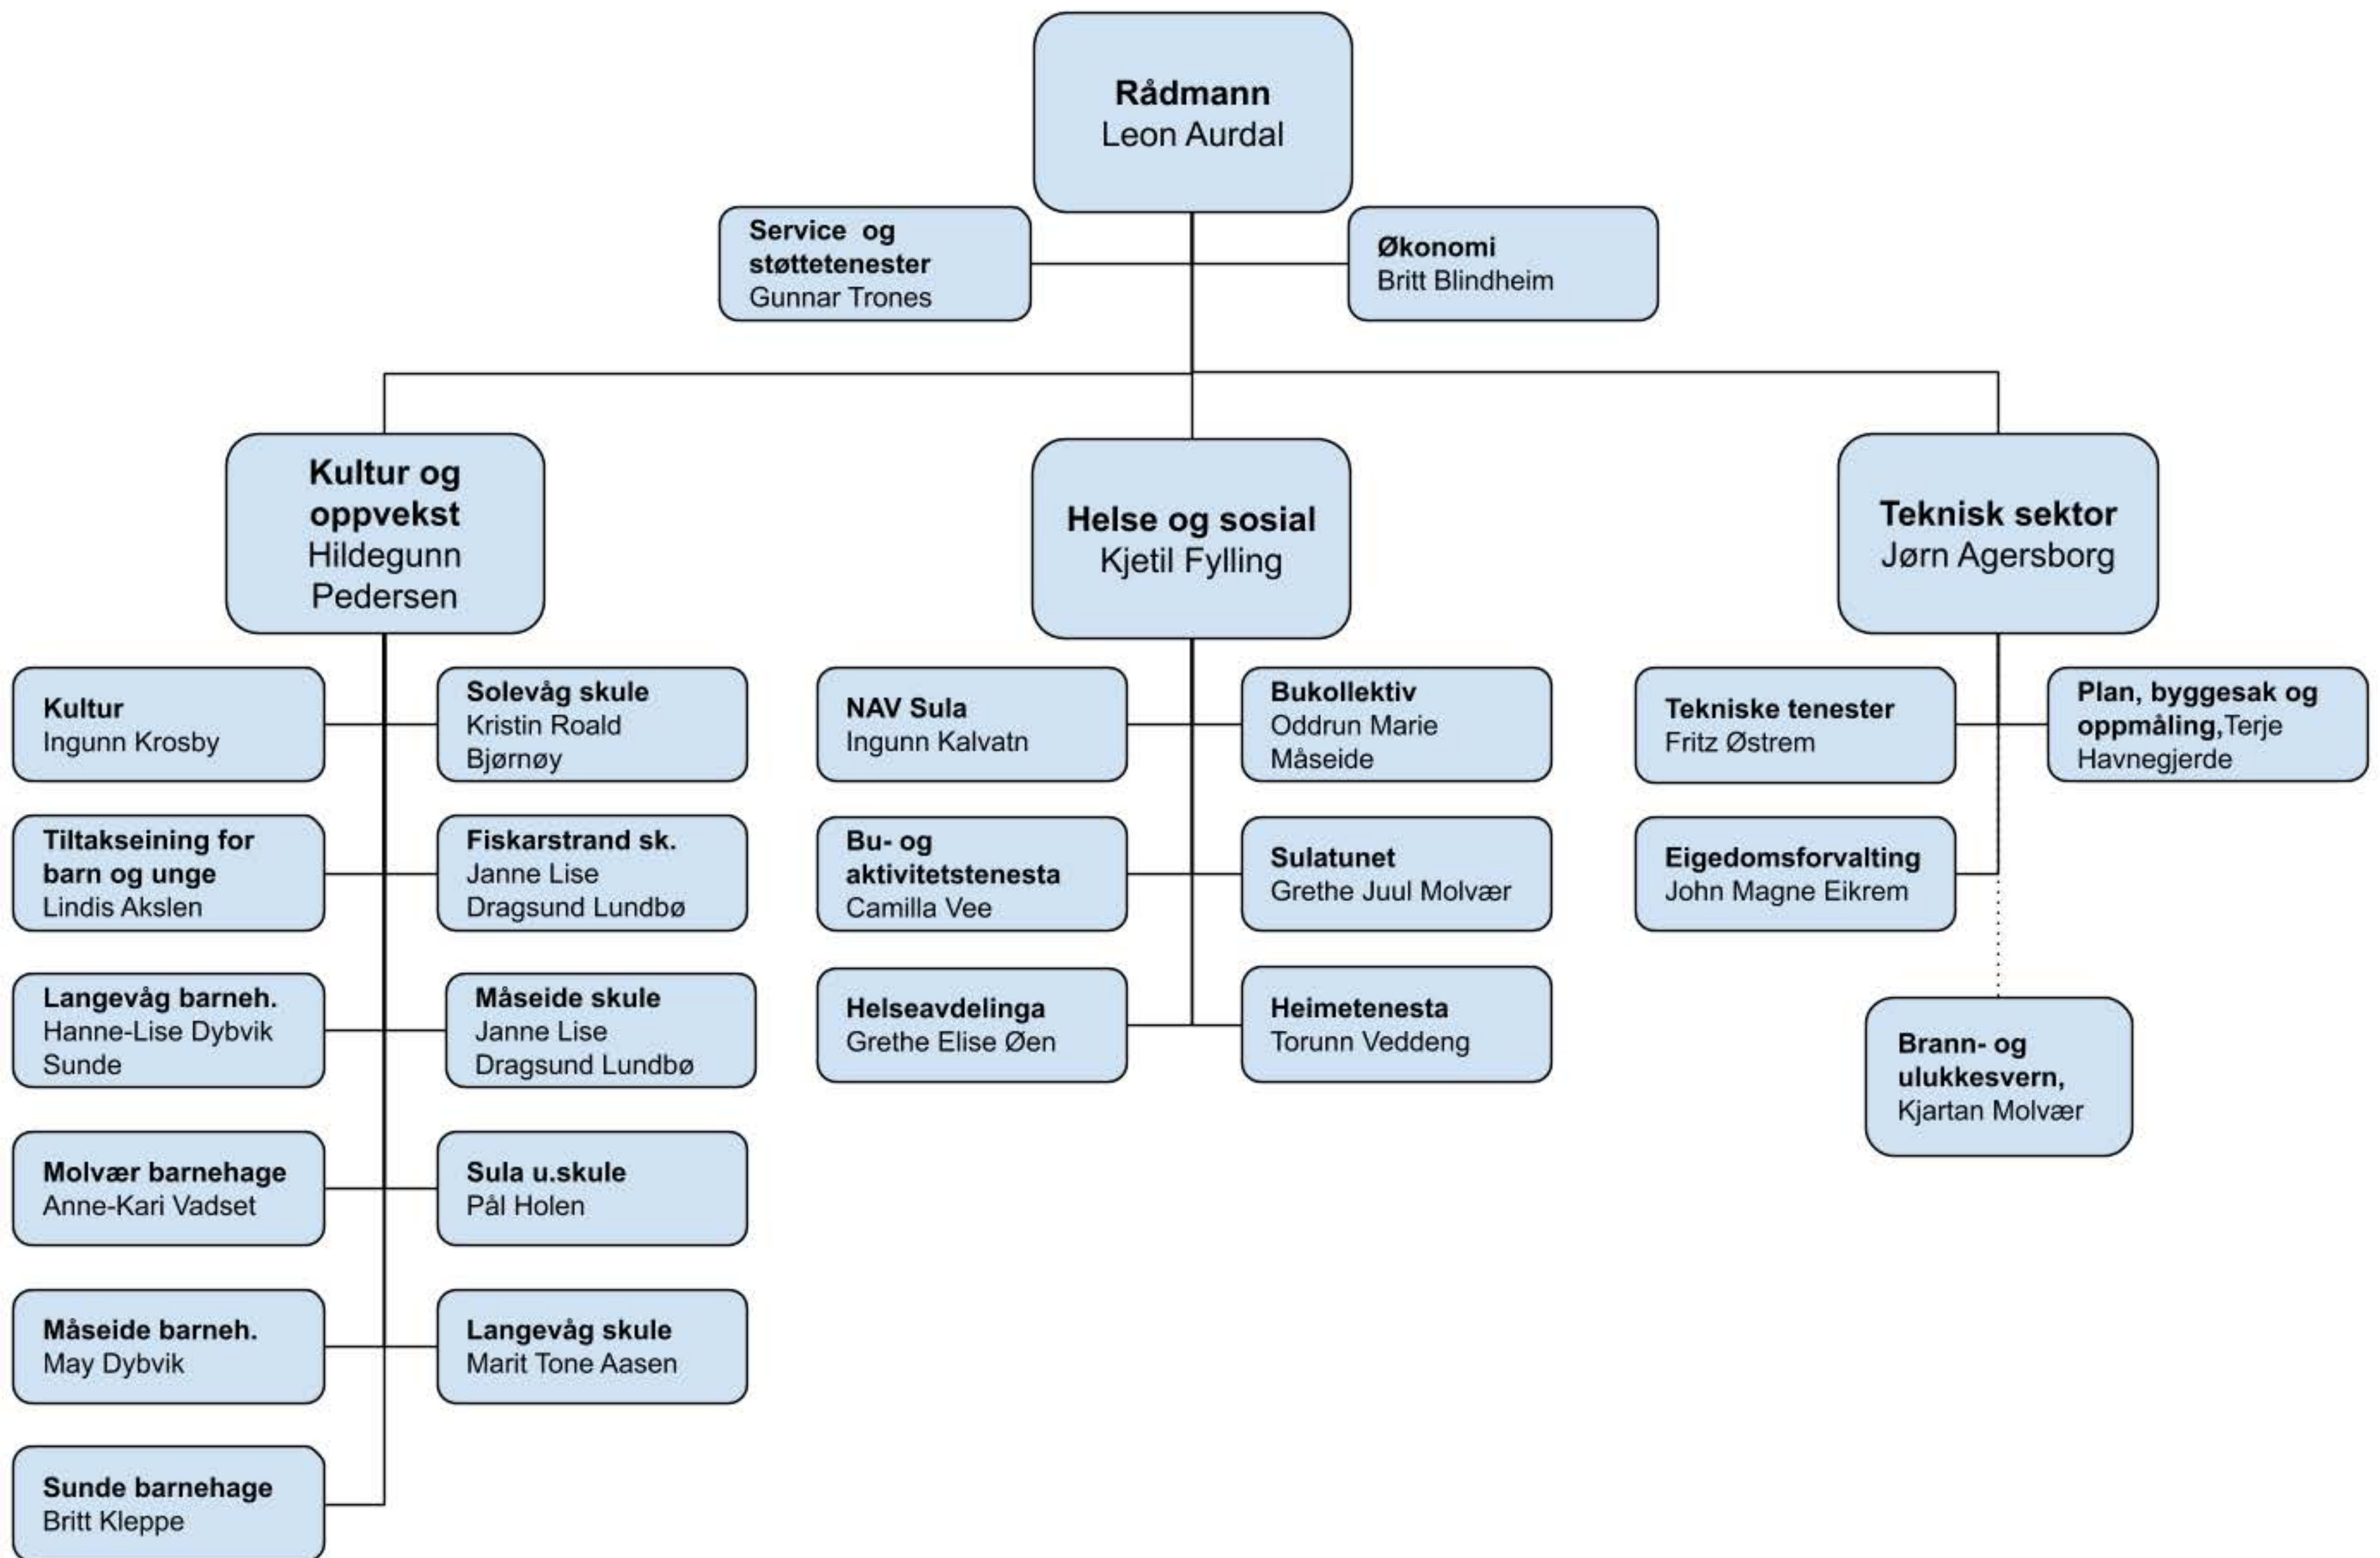 Rådmann
Leon Aurdal
Service og
støttetenester
Gunnar Trones
Økonomi
Britt Blindheim
Kultur og
oppvekst
Hildegunn
Pedersen
Helse og sosial
Kjetil Fylling
Teknisk sektor
Jørn Agersborg
Kultur
Ingunn Krosby
Solevåg skule
Kristin Roald
Bjørnøy
NAV Sula
Ingunn Kalvatn
Bukollektiv
Oddrun Marie
Måseide
Tekniske tenester
Fritz Østrem
Plan, byggesak og
oppmåling,Terje
Havnegjerde
Tiltakseining for
barn og unge
Lindis Akslen
Fiskarstrand sk.
Janne Lise
Dragsund Lundbø
Bu- og
aktivitetstenesta
Camilla Vee
Sulatunet
Grethe Juul Molvær
Eigedomsforvalting
John Magne Eikrem
Langevåg barneh.
Hanne-Lise Dybvik
Sunde
Måseide skule
Janne Lise
Dragsund Lundbø
Helseavdelinga
Grethe Elise Øen
Heimetenesta
Torunn Veddeng
Brann- og
ulukkesvern,
Kjartan Molvær
Molvær barnehage
Anne-Kari Vadset
Sula u.skule
Pål Holen
Måseide barneh.
May Dybvik
Langevåg skule
Marit Tone Aasen
Sunde barnehage
Britt Kleppe